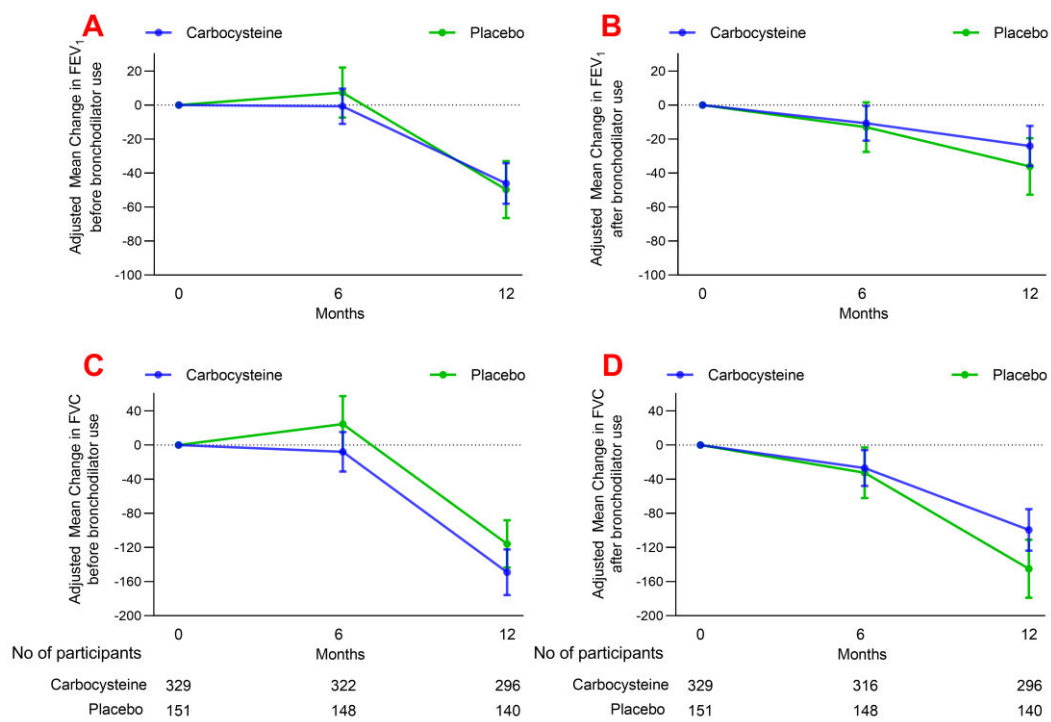 A
Carbocysteine
Placebo
Adjusted Mean Change in FEV1
before bronchodilator use
20
0
-20
-40
-60
-80
-100
0
6
12
Months
B
Carbocysteine
Placebo
Adjusted Mean Change in FEV1
after bronchodilator use
20
0
-20
-40
-60
-80
-100
0
6
12
Months
C
Carbocysteine
Placebo
Adjusted Mean Change in FVC
before bronchodilator use
40
0
-40
-80
-120
-160
-200
0
6
12
Months
D
Carbocysteine
Placebo
Adjusted Mean Change in FVC
after bronchodilator use
40
0
-40
-80
-120
-160
-200
0
6
12
Months
No of participants
Carbocysteine 329 322 296
Placebo 151 148 140
No of participants
Carbocysteine 329 316 296
Placebo 151 148 140